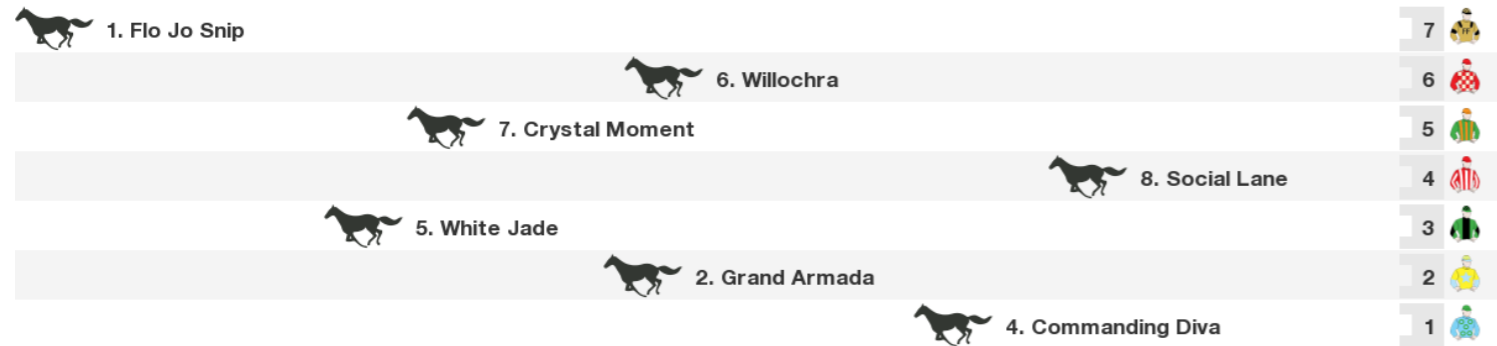 1. Flo Jo Snip 7
6. Willochra 6
7. Crystal Moment 5
8. Social Lane 4
5. White Jade 3
2. Grand Armada 2
4. Commanding Diva 1